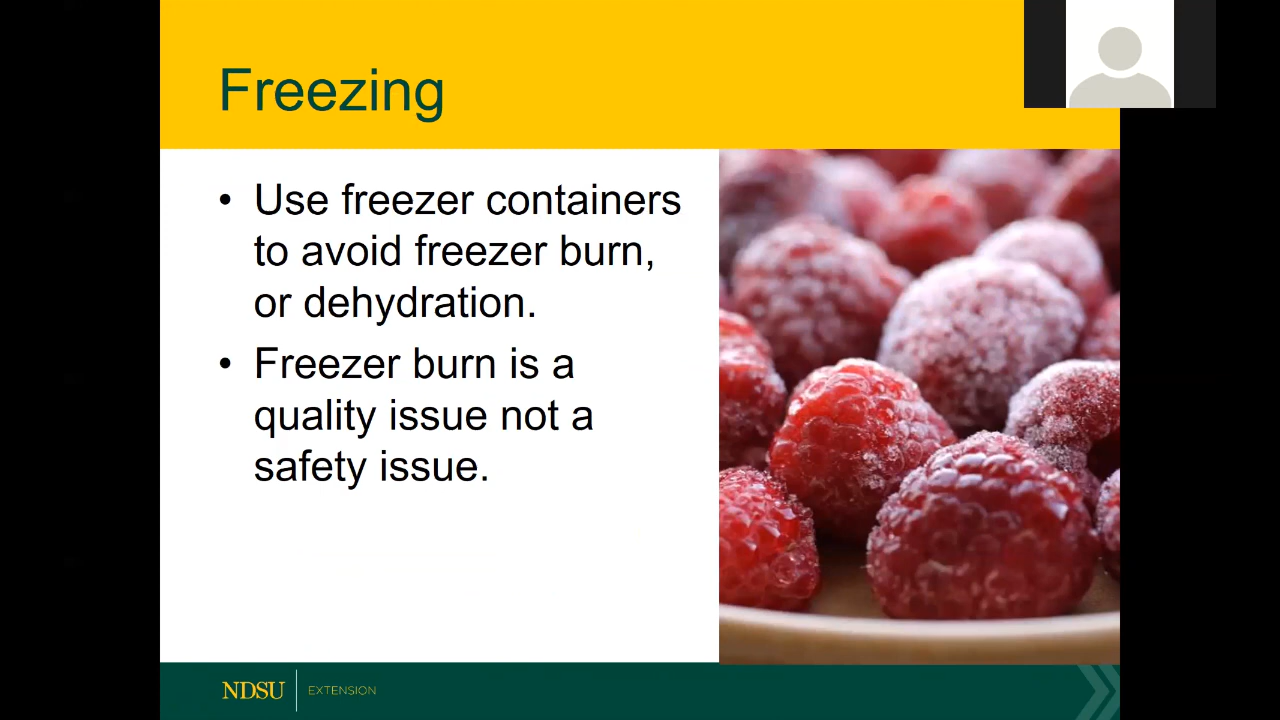 Freezing
• Use freezer containers
to avoid freezer burn,
or dehydration.
• Freezer burn is a
quality issue not a
safety issue.
NDSU
EXTENSION